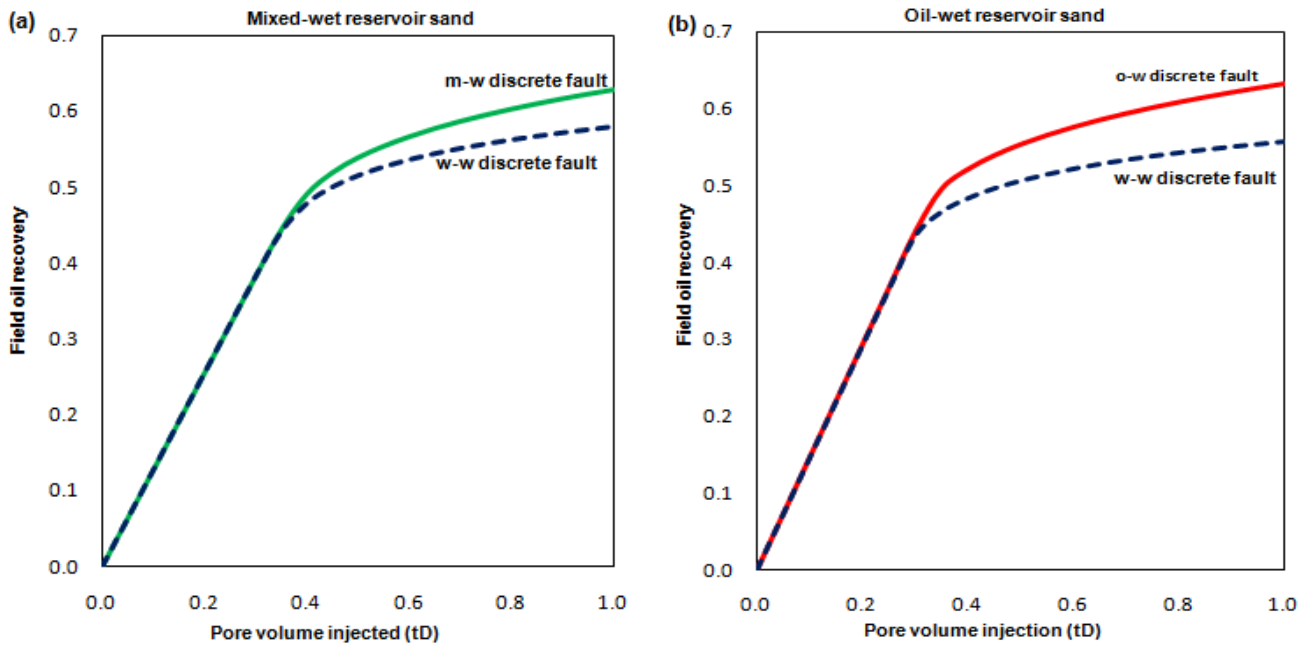 (a)
Mixed-wet reservoir sand
0.7
0.6
0.5
0.4
0.3
0.2
0.1
0.0
Field oil recovery
m-w discrete fault
w-w discrete fault
0.0 0.2 0.4 0.6 0.8 1.0
Pore volume injected (tD)
(b)
Oil-wet reservoir sand
0.7
0.6
0.5
0.4
0.3
0.2
0.1
0.0
Field oil recovery
o-w discrete fault
w-w discrete fault
0.0 0.2 0.4 0.6 0.8 1.0
Pore volume injection (tD)